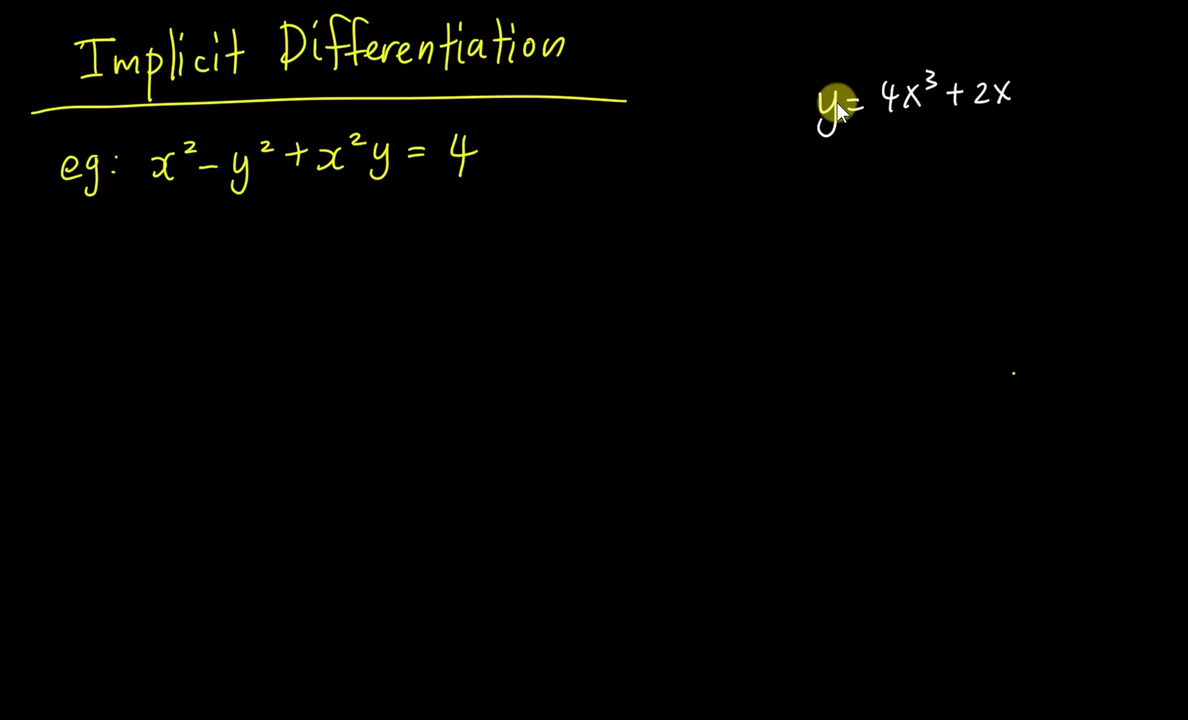 Implicit Differentiation
y = 4x³ + 2x
eg: x² - y² + x²y = 4